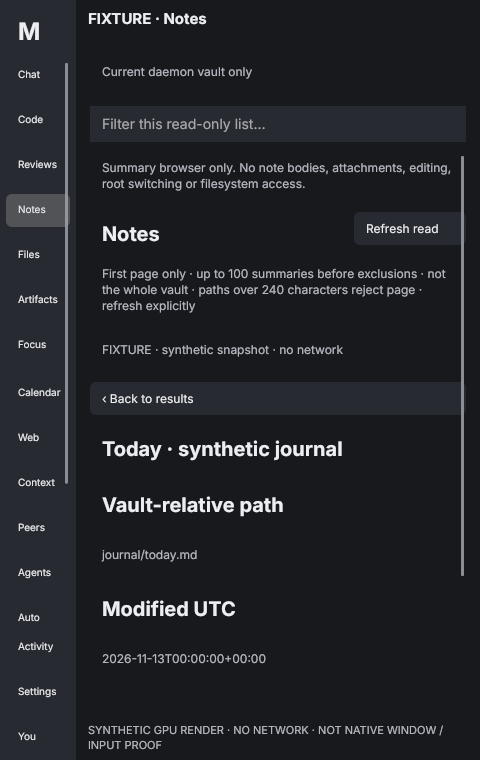 M
Chat
Code
Reviews
Notes
Files
Artifacts
Focus
Calendar
Web
Context
Peers
Agents
Auto
Activity
Settings
You
FIXTURE · Notes
Current daemon vault only
Filter this read-only list...
Summary browser only. No note bodies, attachments, editing,
root switching or filesystem access.
Notes
Refresh read
First page only · up to 100 summaries before exclusions · not
the whole vault · paths over 240 characters reject page ·
refresh explicitly
FIXTURE · synthetic snapshot · no network
‹ Back to results
Today · synthetic journal
Vault-relative path
journal/today.md
Modified UTC
2026-11-13T00:00:00+00:00
SYNTHETIC GPU RENDER · NO NETWORK · NOT NATIVE WINDOW /
INPUT PROOF